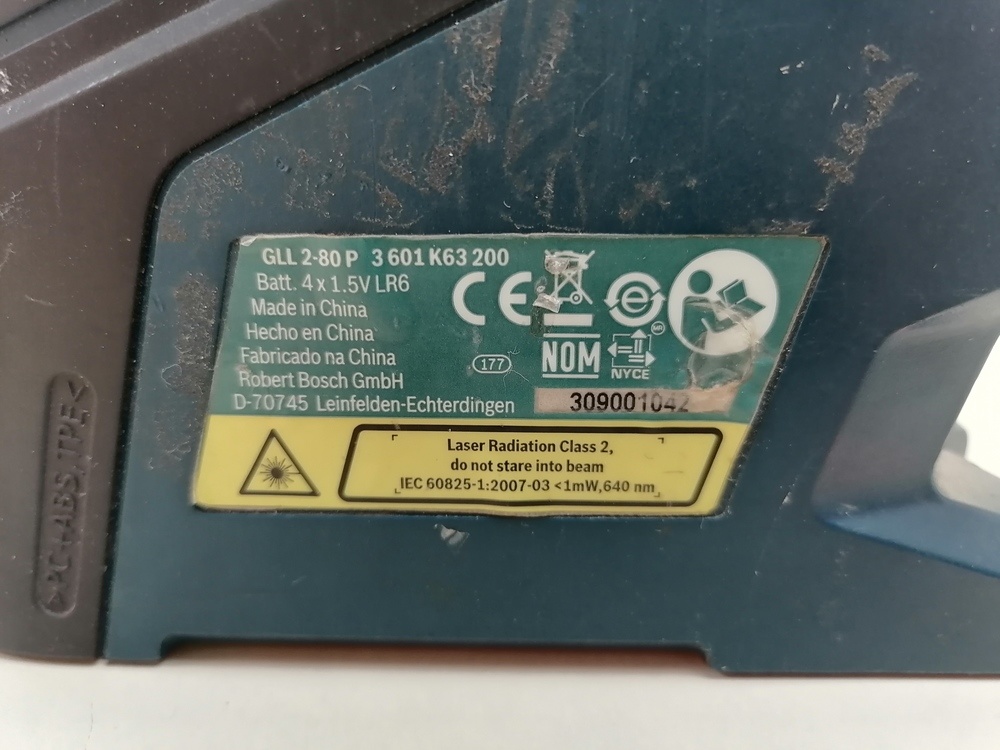 GLL 2-80 P 3 601 K63 200
Batt. 4 x 1.5V LR6
Made in China
Hecho en China
Fabricado na China
Robert Bosch GmbH
D-70745 Leinfelden-Echterdingen
177
CE
e
NOM
NYCE
MR
309001042
Laser Radiation Class 2,
do not stare into beam
IEC 60825-1:2007-03 <1mW, 640 nm
>PC+ABS, TPE<